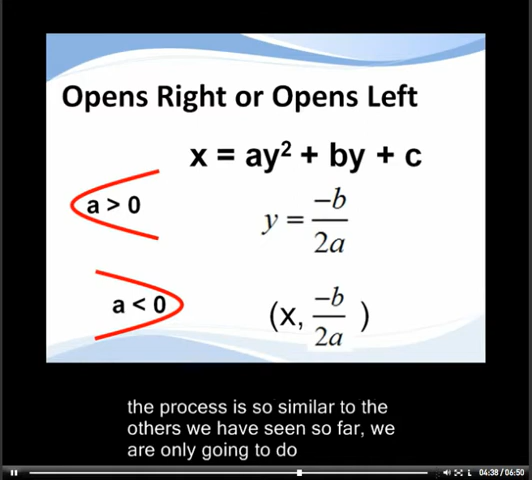 Opens Right or Opens Left
x = ay² + by + c
a > 0
y = −b/2a
a < 0
(x, −b/2a )
the process is so similar to the
others we have seen so far, we
are only going to do
04:38 / 06:50